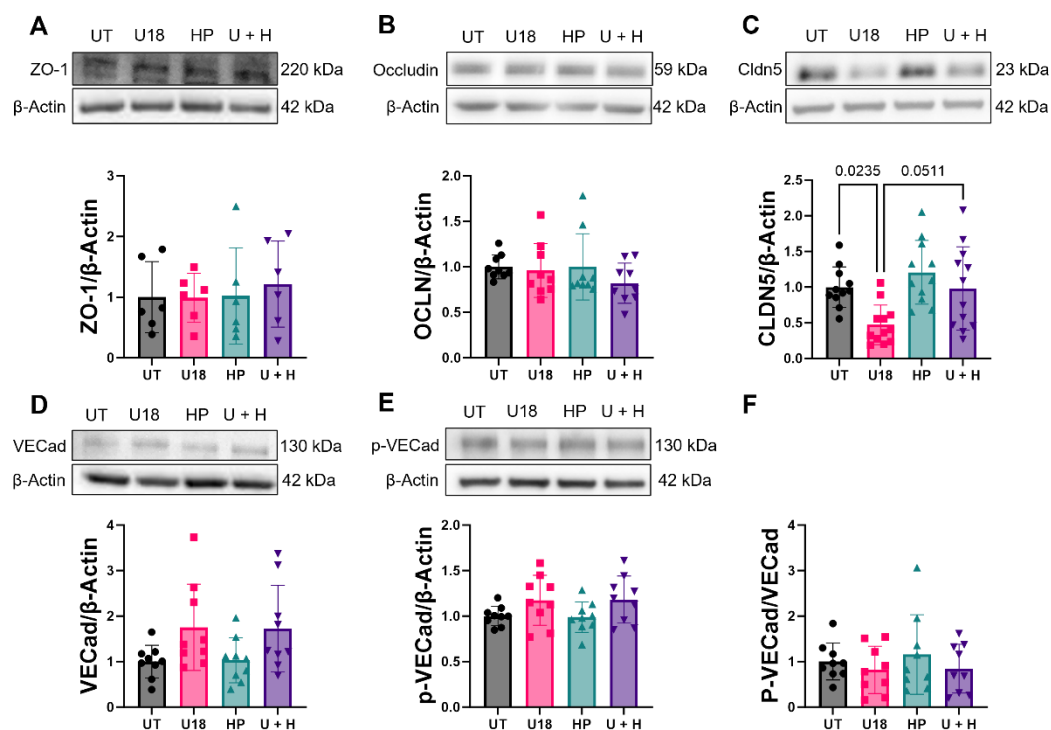 A
UT U18 HP U + H
ZO-1 220 kDa
β-Actin 42 kDa
ZO-1/β-Actin
3
2
1
0
UT U18 HP U + H
B
UT U18 HP U + H
Occludin 59 kDa
β-Actin 42 kDa
OCLN/β-Actin
2.0
1.5
1.0
0.5
0.0
UT U18 HP U + H
C
UT U18 HP U + H
Cldn5 23 kDa
β-Actin 42 kDa
0.0235 0.0511
CLDN5/β-Actin
2.5
2.0
1.5
1.0
0.5
0.0
UT U18 HP U + H
D
UT U18 HP U + H
VECad 130 kDa
β-Actin 42 kDa
VECad/β-Actin
4
3
2
1
0
UT U18 HP U + H
E
UT U18 HP U + H
p-VECad 130 kDa
β-Actin 42 kDa
p-VECad/β-Actin
2.0
1.5
1.0
0.5
0.0
UT U18 HP U + H
F
P-VECad/VECad
4
3
2
1
0
UT U18 HP U + H